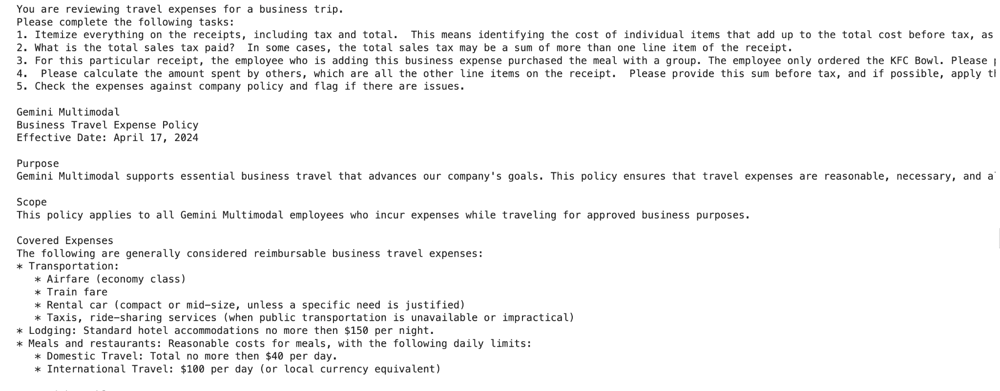 You are reviewing travel expenses for a business trip.
Please complete the following tasks:
1. Itemize everything on the receipts, including tax and total.  This means identifying the cost of individual items that add up to the total cost before tax, as
2. What is the total sales tax paid?  In some cases, the total sales tax may be a sum of more than one line item of the receipt.
3. For this particular receipt, the employee who is adding this business expense purchased the meal with a group. The employee only ordered the KFC Bowl. Please
4.  Please calculate the amount spent by others, which are all the other line items on the receipt.  Please provide this sum before tax, and if possible, apply
5. Check the expenses against company policy and flag if there are issues.
Gemini Multimodal
Business Travel Expense Policy
Effective Date: April 17, 2024
Purpose
Gemini Multimodal supports essential business travel that advances our company's goals. This policy ensures that travel expenses are reasonable, necessary, and
Scope
This policy applies to all Gemini Multimodal employees who incur expenses while traveling for approved business purposes.
Covered Expenses
The following are generally considered reimbursable business travel expenses:
* Transportation:
   * Airfare (economy class)
   * Train fare
   * Rental car (compact or mid-size, unless a specific need is justified)
   * Taxis, ride-sharing services (when public transportation is unavailable or impractical)
* Lodging: Standard hotel accommodations no more then $150 per night.
* Meals and restaurants: Reasonable costs for meals, with the following daily limits:
   * Domestic Travel: Total no more then $40 per day.
   * International Travel: $100 per day (or local currency equivalent)